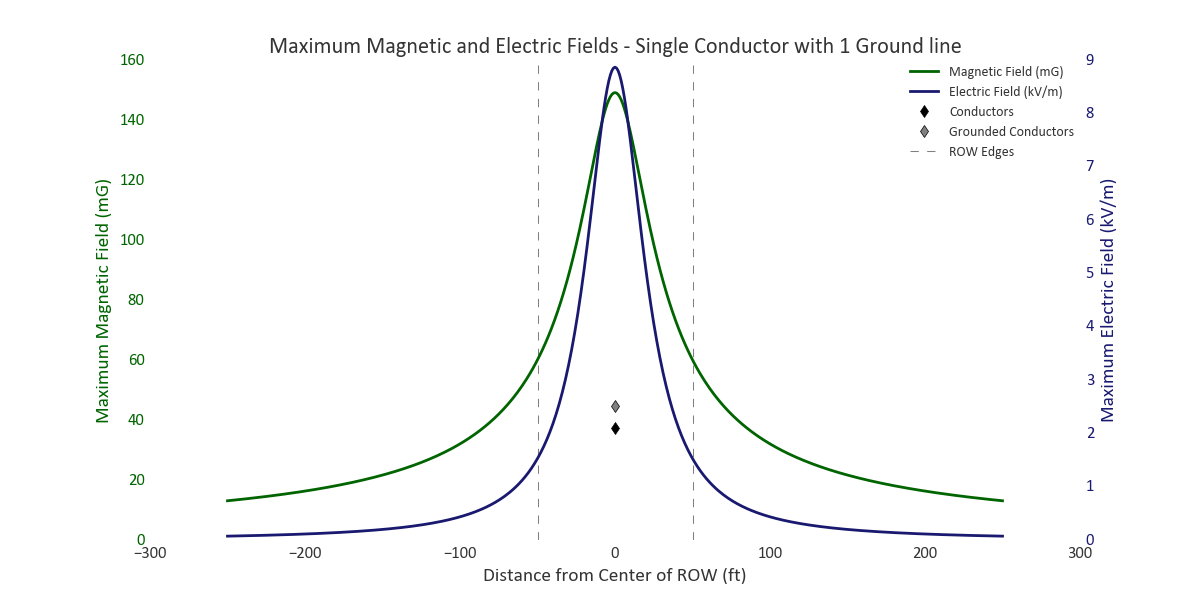 Maximum Magnetic and Electric Fields - Single Conductor with 1 Ground line
160
140
120
100
80
60
40
20
0
Maximum Magnetic Field (mG)
9
8
7
6
5
4
3
2
1
0
Maximum Electric Field (kV/m)
Magnetic Field (mG)
Electric Field (kV/m)
Conductors
Grounded Conductors
ROW Edges
−300 −200 −100 0 100 200 300
Distance from Center of ROW (ft)